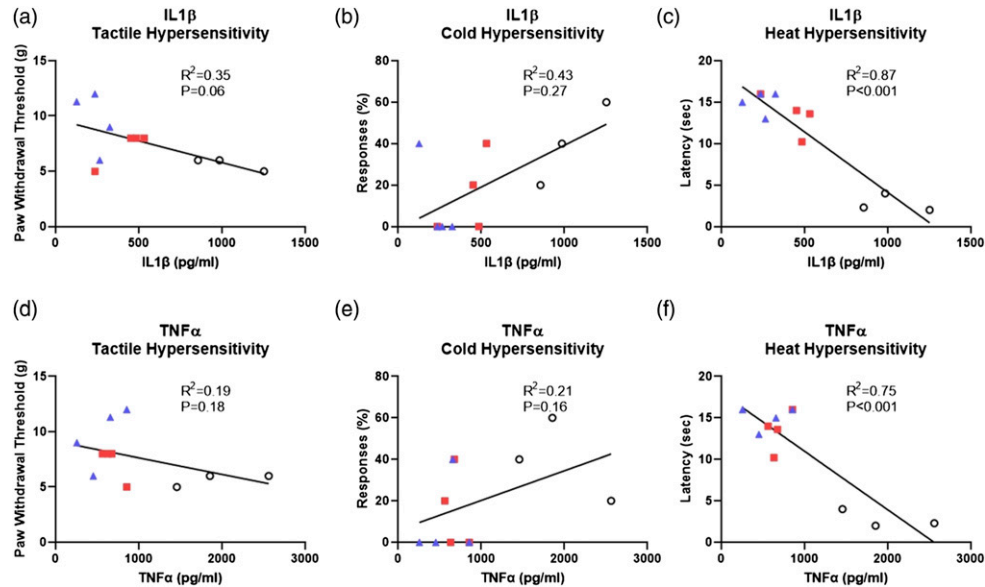 (a)
IL1β
Tactile Hypersensitivity
R²=0.35
P=0.06
Paw Withdrawal Threshold (g)
15
10
5
0
0 500 1000 1500
IL1β (pg/ml)
(b)
IL1β
Cold Hypersensitivity
R²=0.43
P=0.27
Responses (%)
80
60
40
20
0
0 500 1000 1500
IL1β (pg/ml)
(c)
IL1β
Heat Hypersensitivity
R²=0.87
P<0.001
Latency (sec)
20
15
10
5
0
0 500 1000 1500
IL1β (pg/ml)
(d)
TNFα
Tactile Hypersensitivity
R²=0.19
P=0.18
Paw Withdrawal Threshold (g)
15
10
5
0
0 1000 2000 3000
TNFα (pg/ml)
(e)
TNFα
Cold Hypersensitivity
R²=0.21
P=0.16
Responses (%)
80
60
40
20
0
0 1000 2000 3000
TNFα (pg/ml)
(f)
TNFα
Heat Hypersensitivity
R²=0.75
P<0.001
Latency (sec)
20
15
10
5
0
0 1000 2000 3000
TNFα (pg/ml)